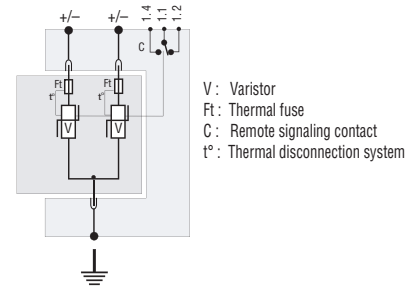 +/− +/− 1.4 1.1 1.2
C
Ft Ft
t° t°
V V
V : Varistor
Ft : Thermal fuse
C : Remote signaling contact
t° : Thermal disconnection system